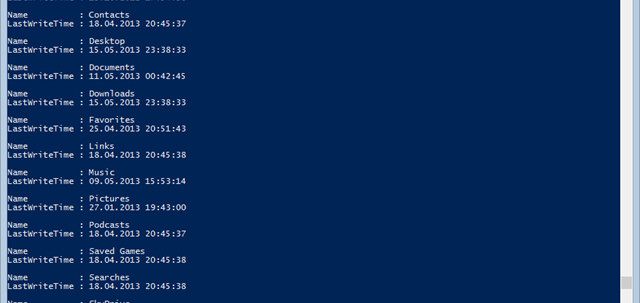 Name : Contacts
LastWriteTime : 18.04.2013 20:45:37
Name : Desktop
LastWriteTime : 15.05.2013 23:38:33
Name : Documents
LastWriteTime : 11.05.2013 00:42:45
Name : Downloads
LastWriteTime : 15.05.2013 23:38:33
Name : Favorites
LastWriteTime : 25.04.2013 20:51:43
Name : Links
LastWriteTime : 18.04.2013 20:45:38
Name : Music
LastWriteTime : 09.05.2013 15:53:14
Name : Pictures
LastWriteTime : 27.01.2013 19:43:00
Name : Podcasts
LastWriteTime : 18.04.2013 20:45:37
Name : Saved Games
LastWriteTime : 18.04.2013 20:45:38
Name : Searches
LastWriteTime : 18.04.2013 20:45:38